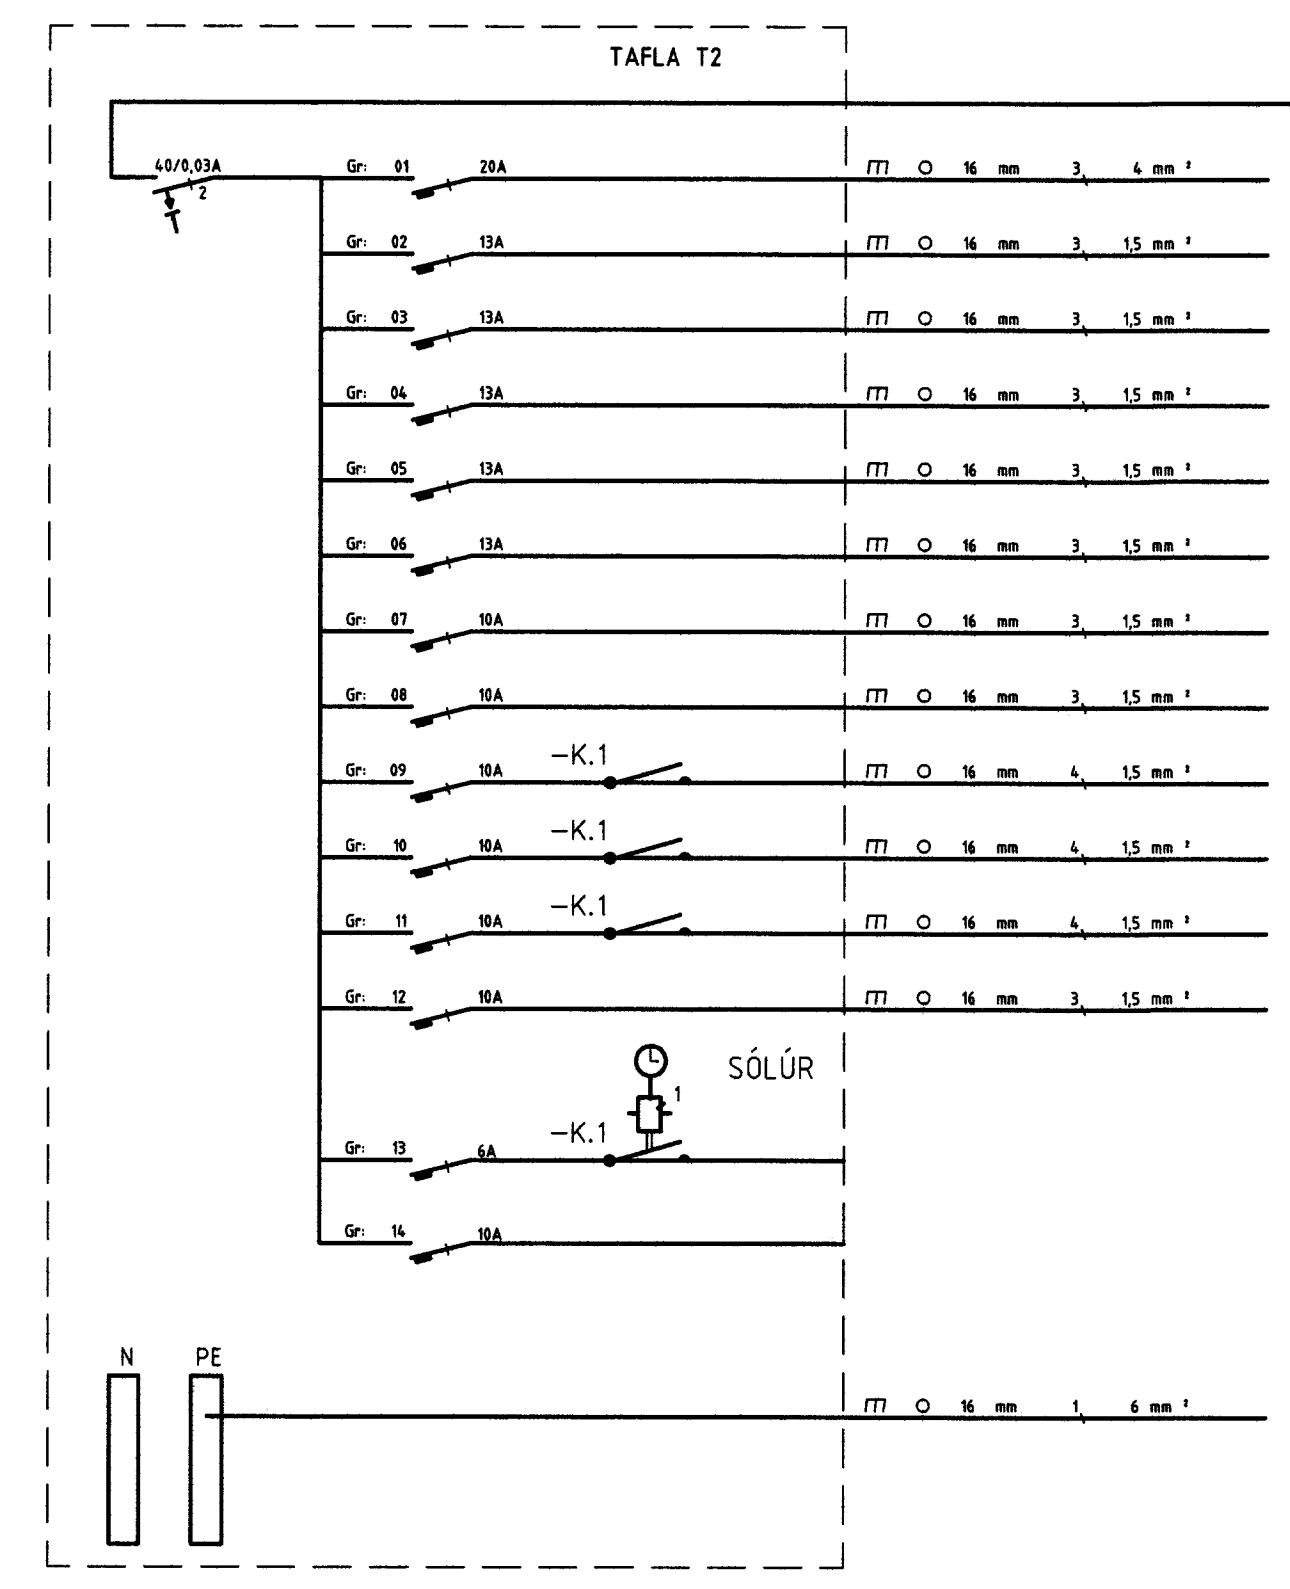 TAFLA T2
40/0,03A
2
Gr: 01 20A 16 mm 3 4 mm ²
Gr: 02 13A 16 mm 3 1,5 mm ²
Gr: 03 13A 16 mm 3 1,5 mm ²
Gr: 04 13A 16 mm 3 1,5 mm ²
Gr: 05 13A 16 mm 3 1,5 mm ²
Gr: 06 13A 16 mm 3 1,5 mm ²
Gr: 07 10A 16 mm 3 1,5 mm ²
Gr: 08 10A 16 mm 3 1,5 mm ²
Gr: 09 10A -K.1 16 mm 4 1,5 mm ²
Gr: 10 10A -K.1 16 mm 4 1,5 mm ²
Gr: 11 10A -K.1 16 mm 4 1,5 mm ²
Gr: 12 10A 16 mm 3 1,5 mm ²
SÓLÚR
1
Gr: 13 6A -K.1
Gr: 14 10A
N PE
16 mm 1 6 mm ²